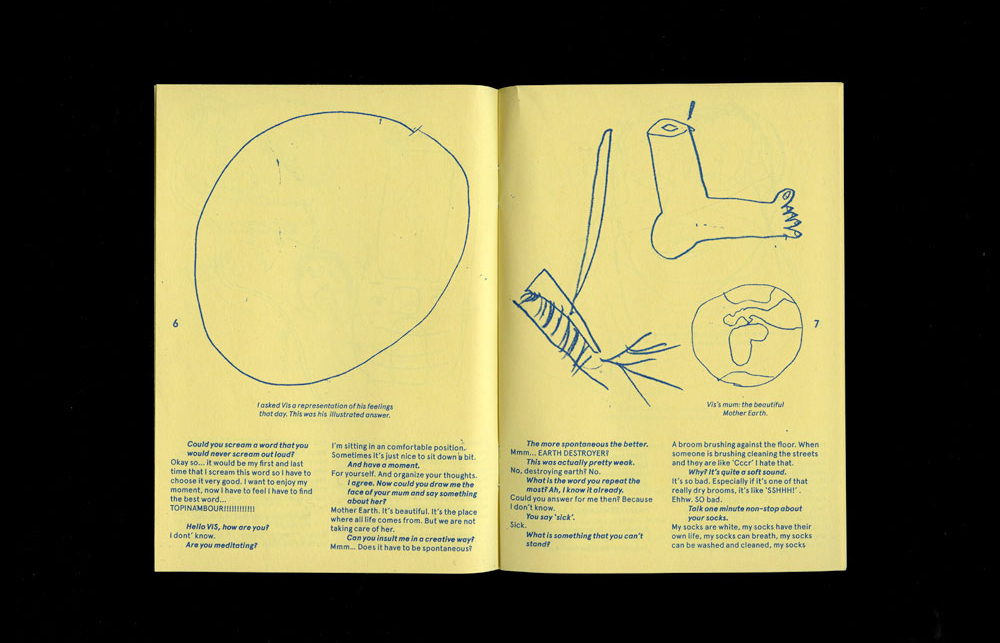 6
I asked Vis a representation of his feelings
that day. This was his illustrated answer.
Could you scream a word that you
would never scream out loud?
Okay so... it would be my first and last
time that I scream this word so I have to
choose it very good. I want to enjoy my
moment, now I have to feel I have to find
the best word...
TOPINAMBOUR!!!!!!!!!!!!
Hello ViS, how are you?
I dont' know.
Are you meditating?
I'm sitting in an comfortable position.
Sometimes it's just nice to sit down a bit.
And have a moment.
For yourself. And organize your thoughts.
I agree. Now could you draw me the
face of your mum and say something
about her?
Mother Earth. It's beautiful. It's the place
where all life comes from. But we are not
taking care of her.
Can you insult me in a creative way?
Mmm... Does it have to be spontaneous?
7
Vis's mum: the beautiful
Mother Earth.
The more spontaneous the better.
Mmm... EARTH DESTROYER?
This was actually pretty weak.
No, destroying earth? No.
What is the word you repeat the
most? Ah, I know it already.
Could you answer for me then? Because
I don't know.
You say 'sick'.
Sick.
What is something that you can't
stand?
A broom brushing against the floor. When
someone is brushing cleaning the streets
and they are like 'Cccr' I hate that.
Why? It's quite a soft sound.
It's so bad. Especially if it's one of that
really dry brooms, it's like 'SSHHH!' .
Ehhw. SO bad.
Talk one minute non-stop about
your socks.
My socks are white, my socks have their
own life, my socks can breath, my socks
can be washed and cleaned, my socks